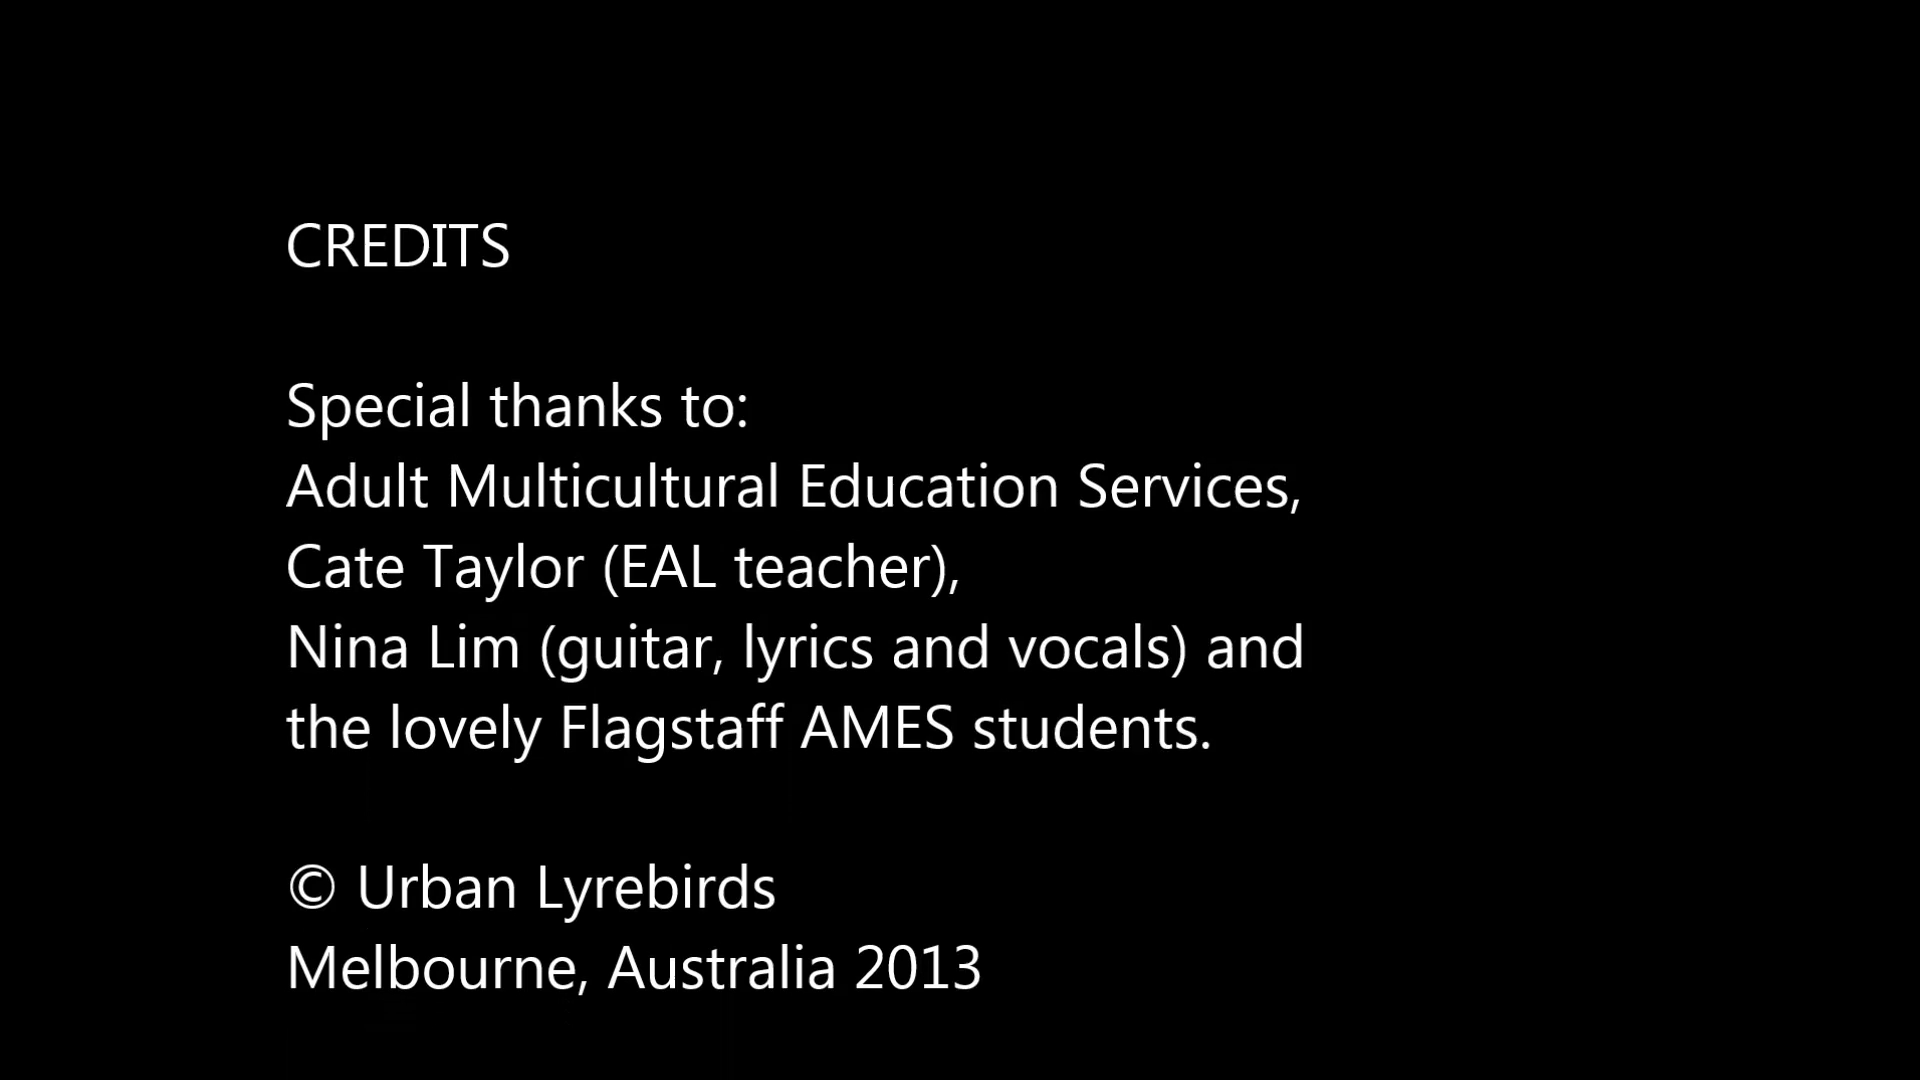 CREDITS
Special thanks to:
Adult Multicultural Education Services,
Cate Taylor (EAL teacher),
Nina Lim (guitar, lyrics and vocals) and
the lovely Flagstaff AMES students.
© Urban Lyrebirds
Melbourne, Australia 2013